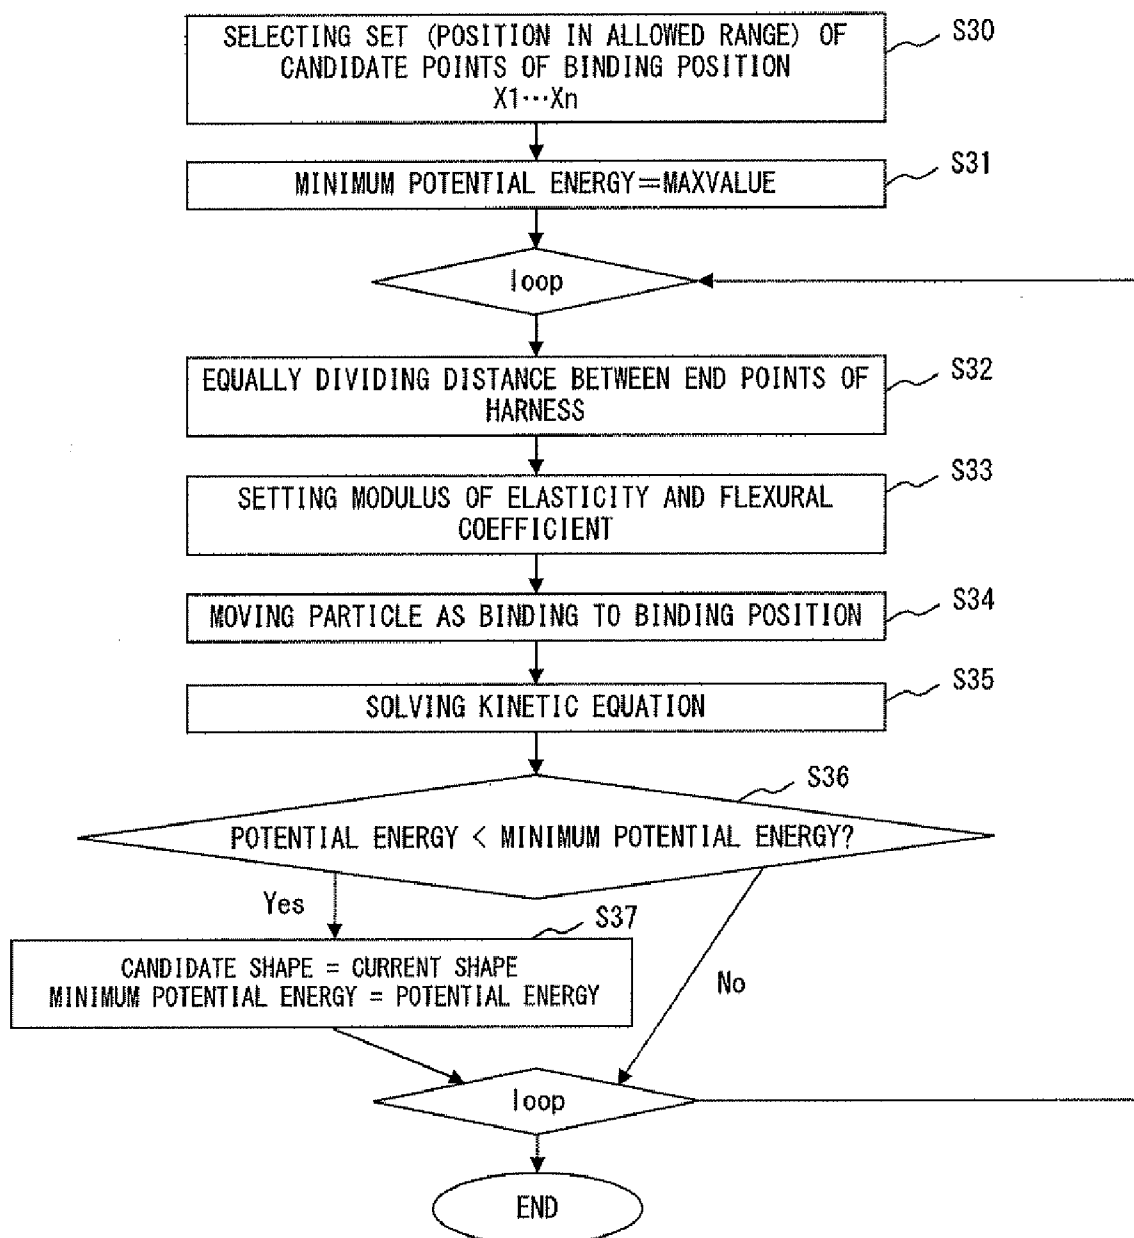 SELECTING SET (POSITION IN ALLOWED RANGE) OF
CANDIDATE POINTS OF BINDING POSITION
X1···Xn
S30
MINIMUM POTENTIAL ENERGY=MAXVALUE
S31
loop
EQUALLY DIVIDING DISTANCE BETWEEN END POINTS OF
HARNESS
S32
SETTING MODULUS OF ELASTICITY AND FLEXURAL
COEFFICIENT
S33
MOVING PARTICLE AS BINDING TO BINDING POSITION
S34
SOLVING KINETIC EQUATION
S35
S36
POTENTIAL ENERGY < MINIMUM POTENTIAL ENERGY?
Yes
S37
CANDIDATE SHAPE = CURRENT SHAPE
MINIMUM POTENTIAL ENERGY = POTENTIAL ENERGY
No
loop
END